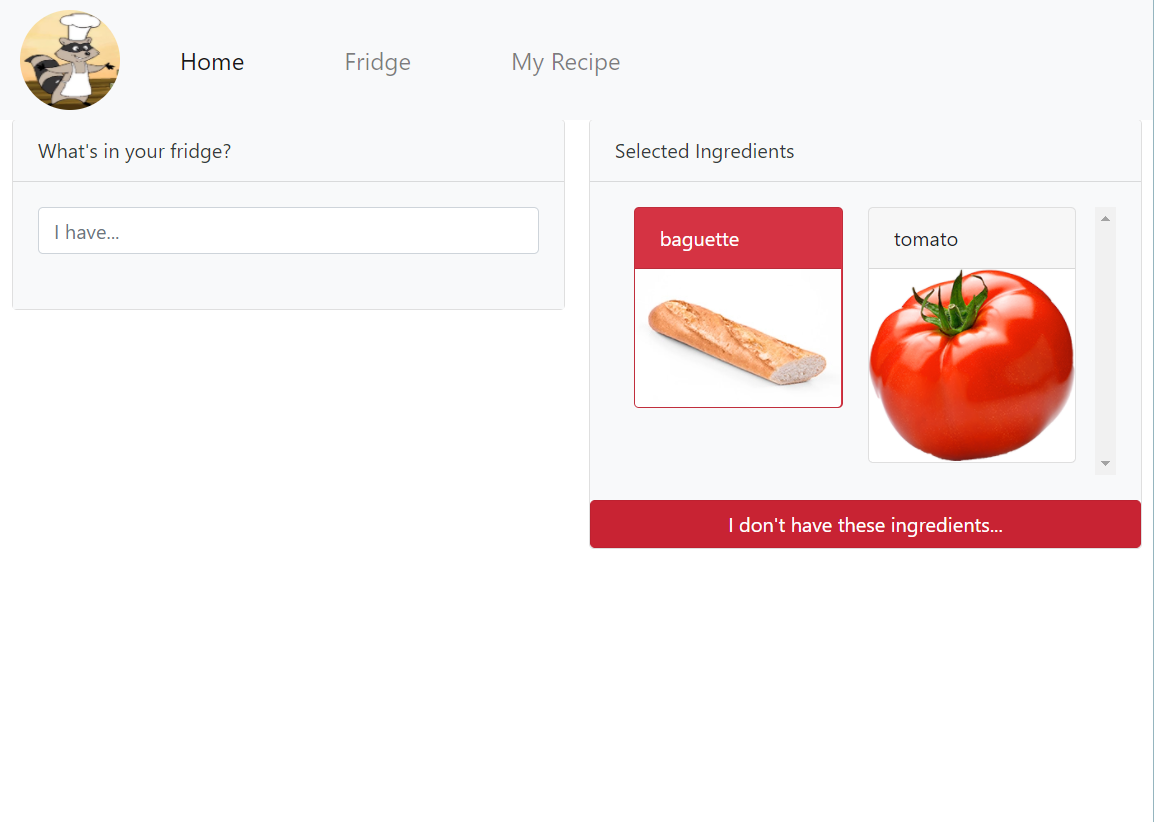 Home
Fridge
My Recipe
What's in your fridge?
I have...
Selected Ingredients
baguette
tomato
I don't have these ingredients...